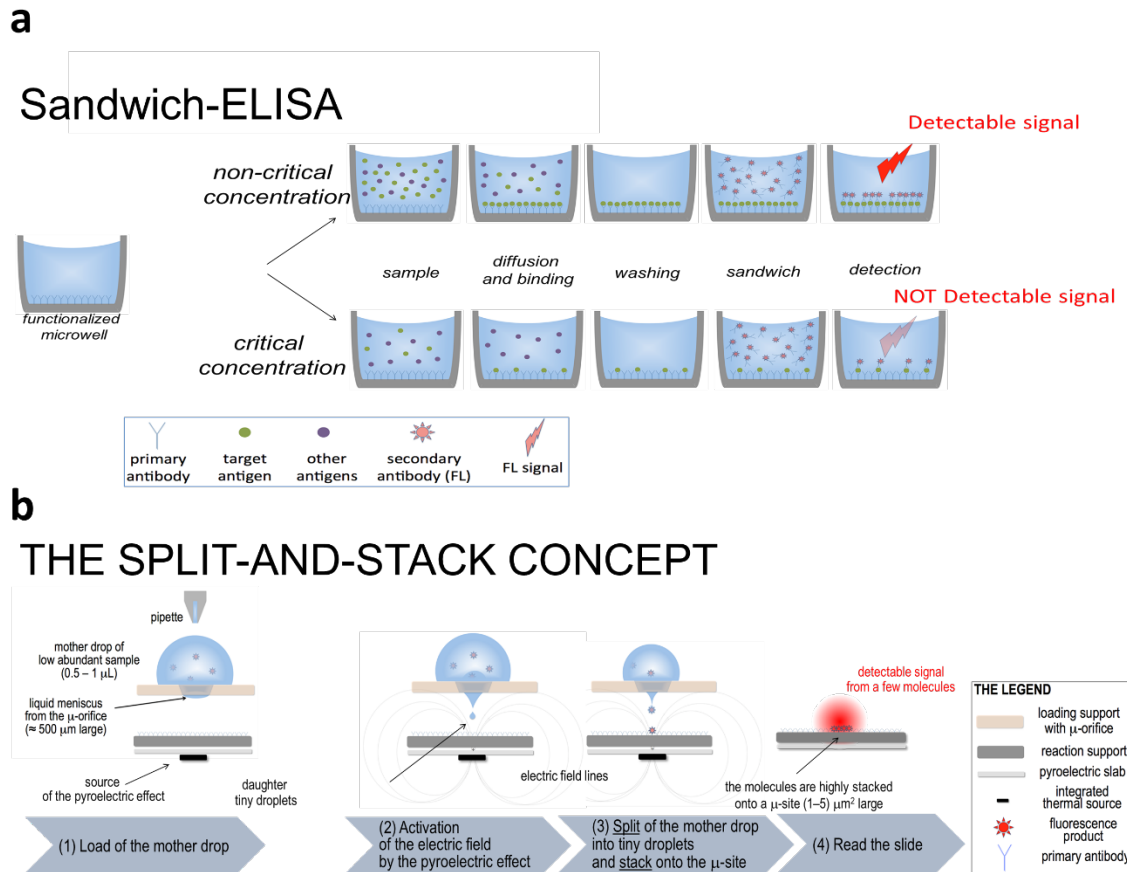 a
Sandwich-ELISA
Detectable signal
non-critical
concentration
functionalized
microwell
sample
diffusion
and binding
washing
sandwich
detection
NOT Detectable signal
critical
concentration
primary
antibody
target
antigen
other
antigens
secondary
antibody (FL)
FL signal
b
THE SPLIT-AND-STACK CONCEPT
pipette
mother drop of
low abundant sample
(0.5 – 1 µL)
liquid meniscus
from the µ-orifice
(≈ 500 µm large)
source
of the pyroelectric effect
daughter
tiny droplets
electric field lines
detectable signal
from a few molecules
the molecules are highly stacked
onto a µ-site (1–5) µm² large
(1) Load of the mother drop
(2) Activation
of the electric field
by the pyroelectric effect
(3) Split of the mother drop
into tiny droplets
and stack onto the µ-site
(4) Read the slide
THE LEGEND
loading support
with µ-orifice
reaction support
pyroelectric slab
integrated
thermal source
fluorescence
product
primary antibody